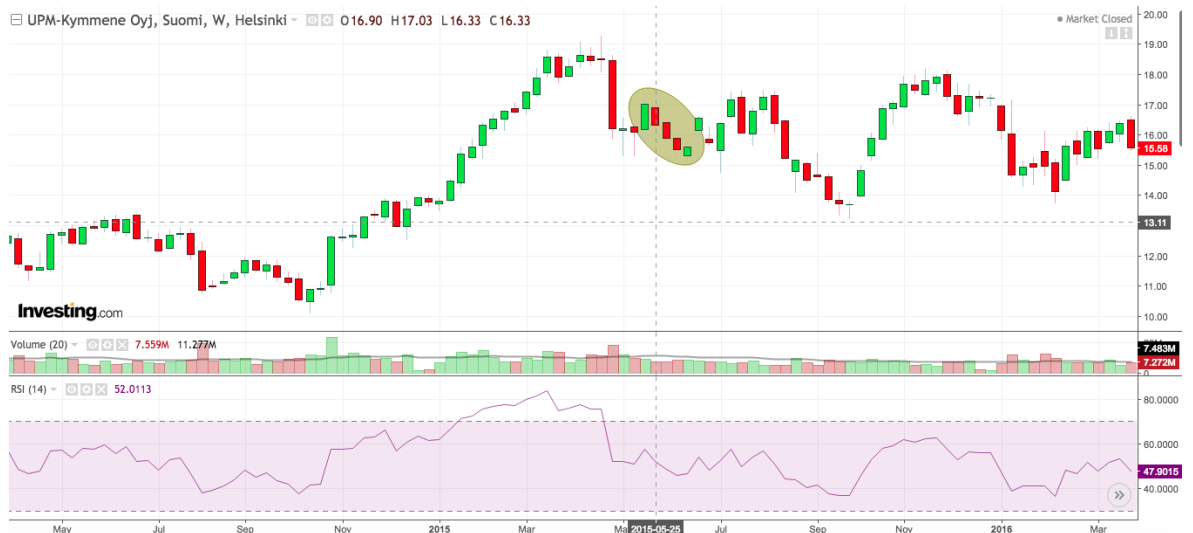 UPM-Kymmene Oyj, Suomi, W, Helsinki O16.90 H17.03 L16.33 C16.33
Market Closed
20.00
19.00
18.00
17.00
16.00
15.58
15.00
14.00
13.11
12.00
11.00
10.00
Investing.com
Volume (20) 7.559M 11.277M
7.483M
7.272M
0
RSI (14) 52.0113
80.0000
60.0000
47.9015
40.0000
May Jul Sep Nov 2015 Mar 2015-05-25 Jul Sep Nov 2016 Mar